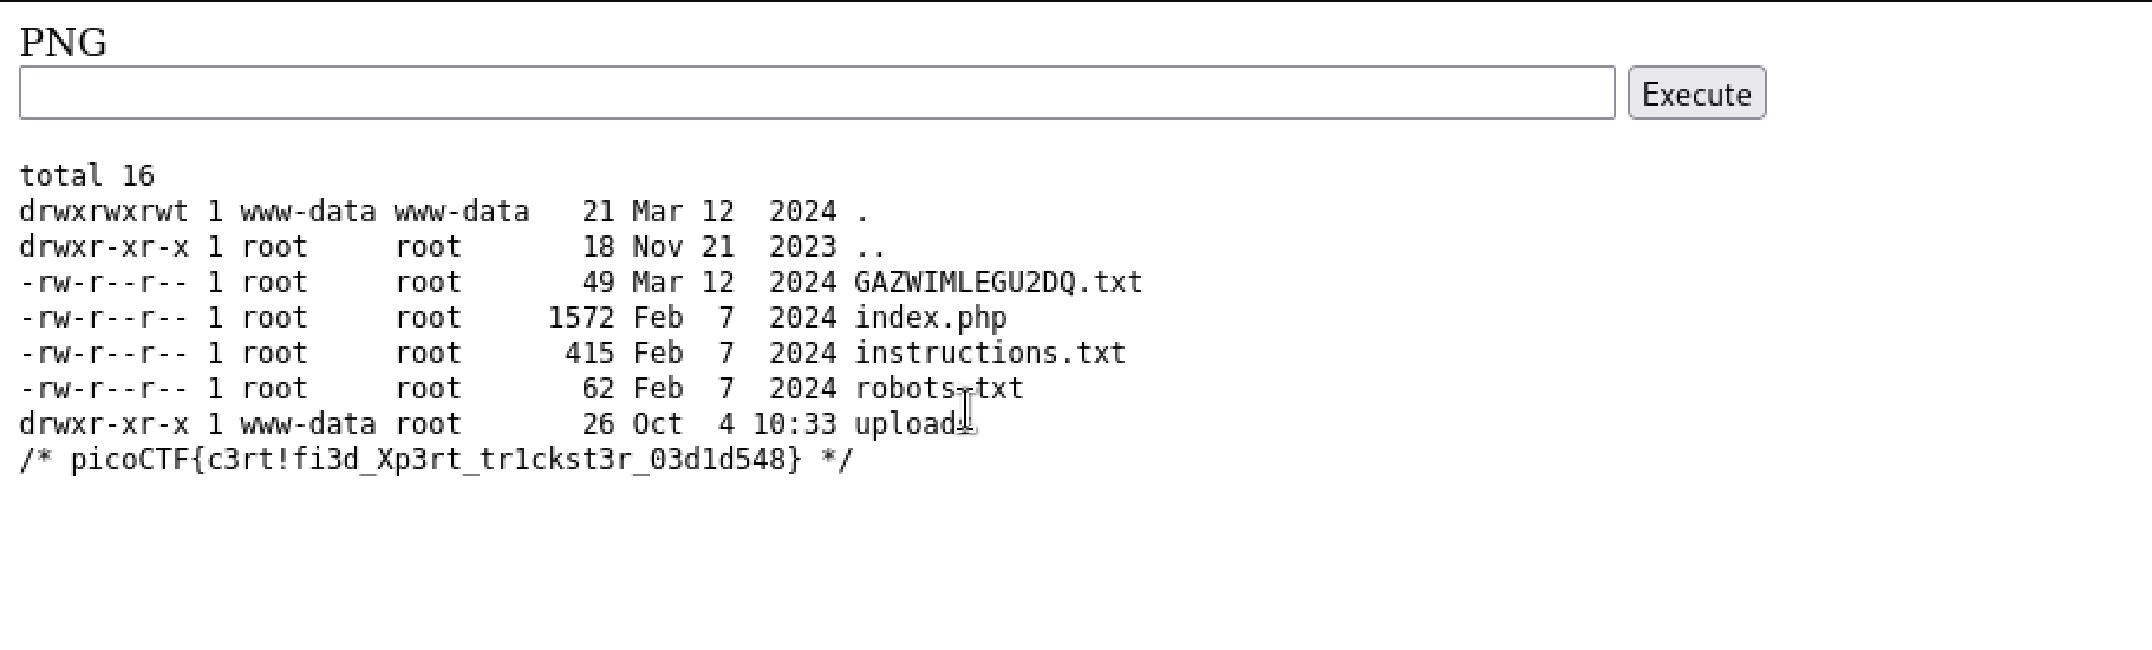 PNG
Execute
total 16
drwxrwxrwt 1 www-data www-data   21 Mar 12  2024 .
drwxr-xr-x 1 root     root       18 Nov 21  2023 ..
-rw-r--r-- 1 root     root       49 Mar 12  2024 GAZWIMLEGU2DQ.txt
-rw-r--r-- 1 root     root     1572 Feb  7  2024 index.php
-rw-r--r-- 1 root     root      415 Feb  7  2024 instructions.txt
-rw-r--r-- 1 root     root       62 Feb  7  2024 robots.txt
drwxr-xr-x 1 www-data root       26 Oct  4 10:33 uploads
/* picoCTF{c3rt!fi3d_Xp3rt_tr1ckst3r_03d1d548} */